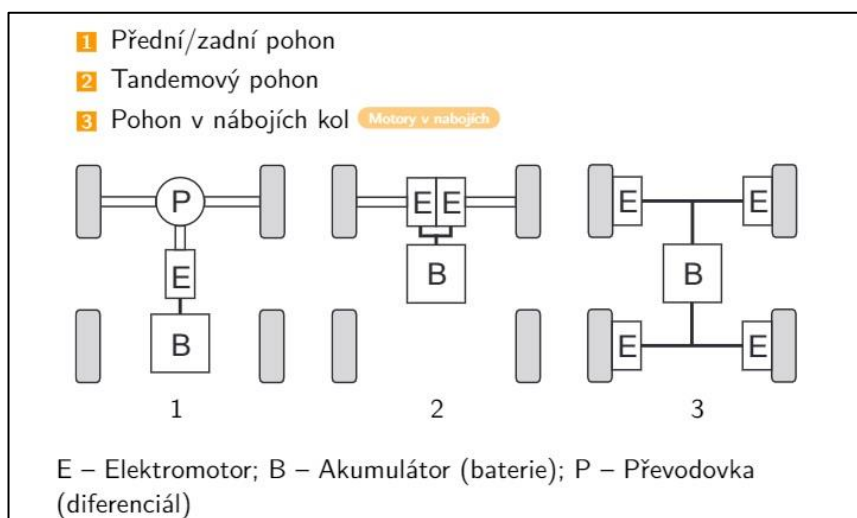 1 Přední/zadní pohon
2 Tandemový pohon
3 Pohon v nábojích kol Motory v nabojích
P E E E E
E B B
B E E
1 2 3
E – Elektromotor; B – Akumulátor (baterie); P – Převodovka
(diferenciál)